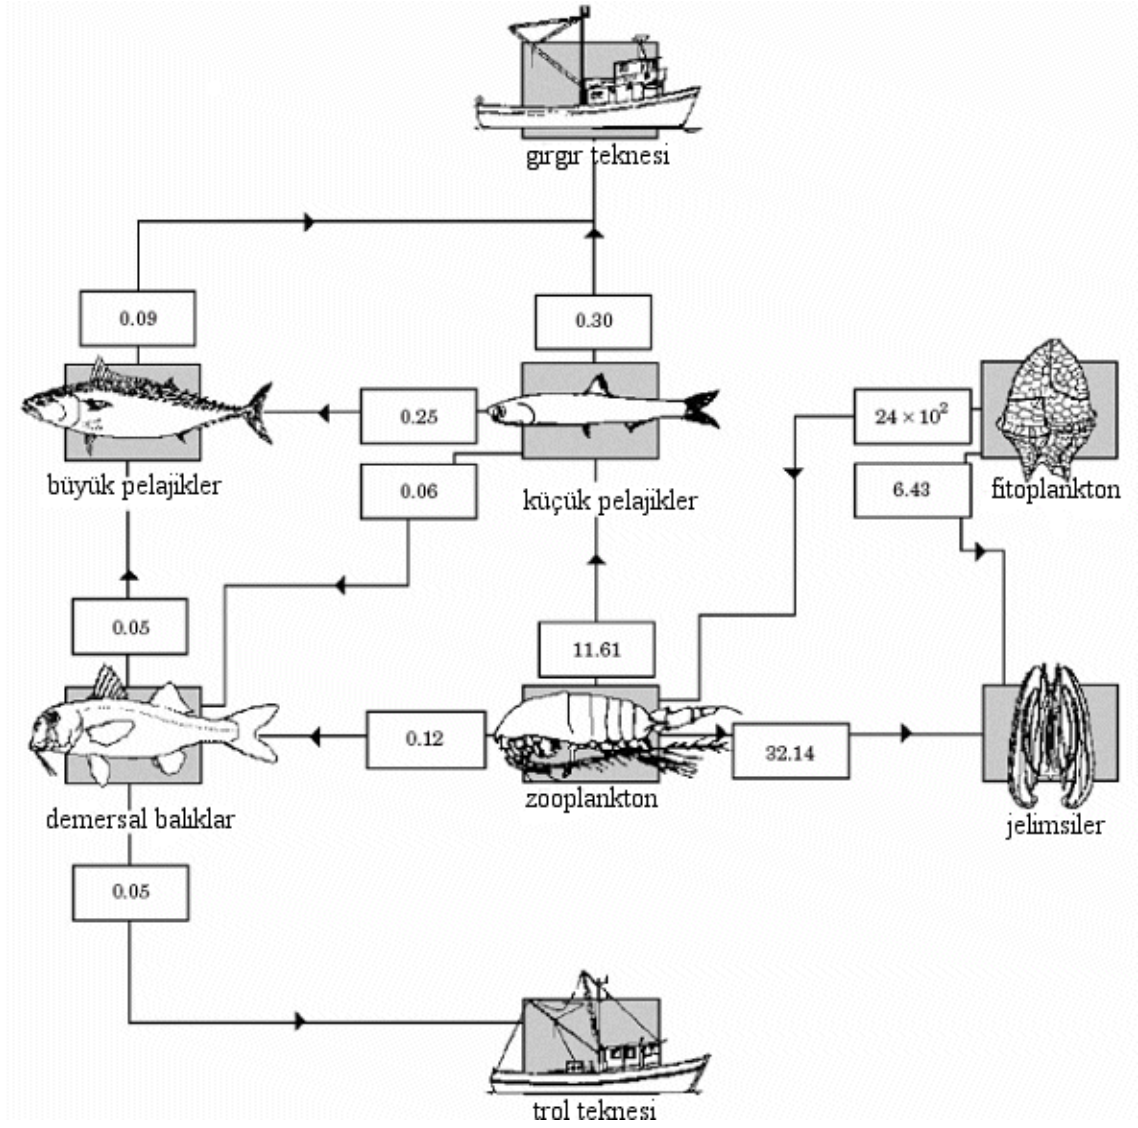 gırgır teknesi
0.09
0.30
0.25
24 × 10²
büyük pelajikler
0.06
küçük pelajikler
6.43
fitoplankton
0.05
11.61
0.12
32.14
demersal balıklar
zooplankton
jelimsiler
0.05
trol teknesi